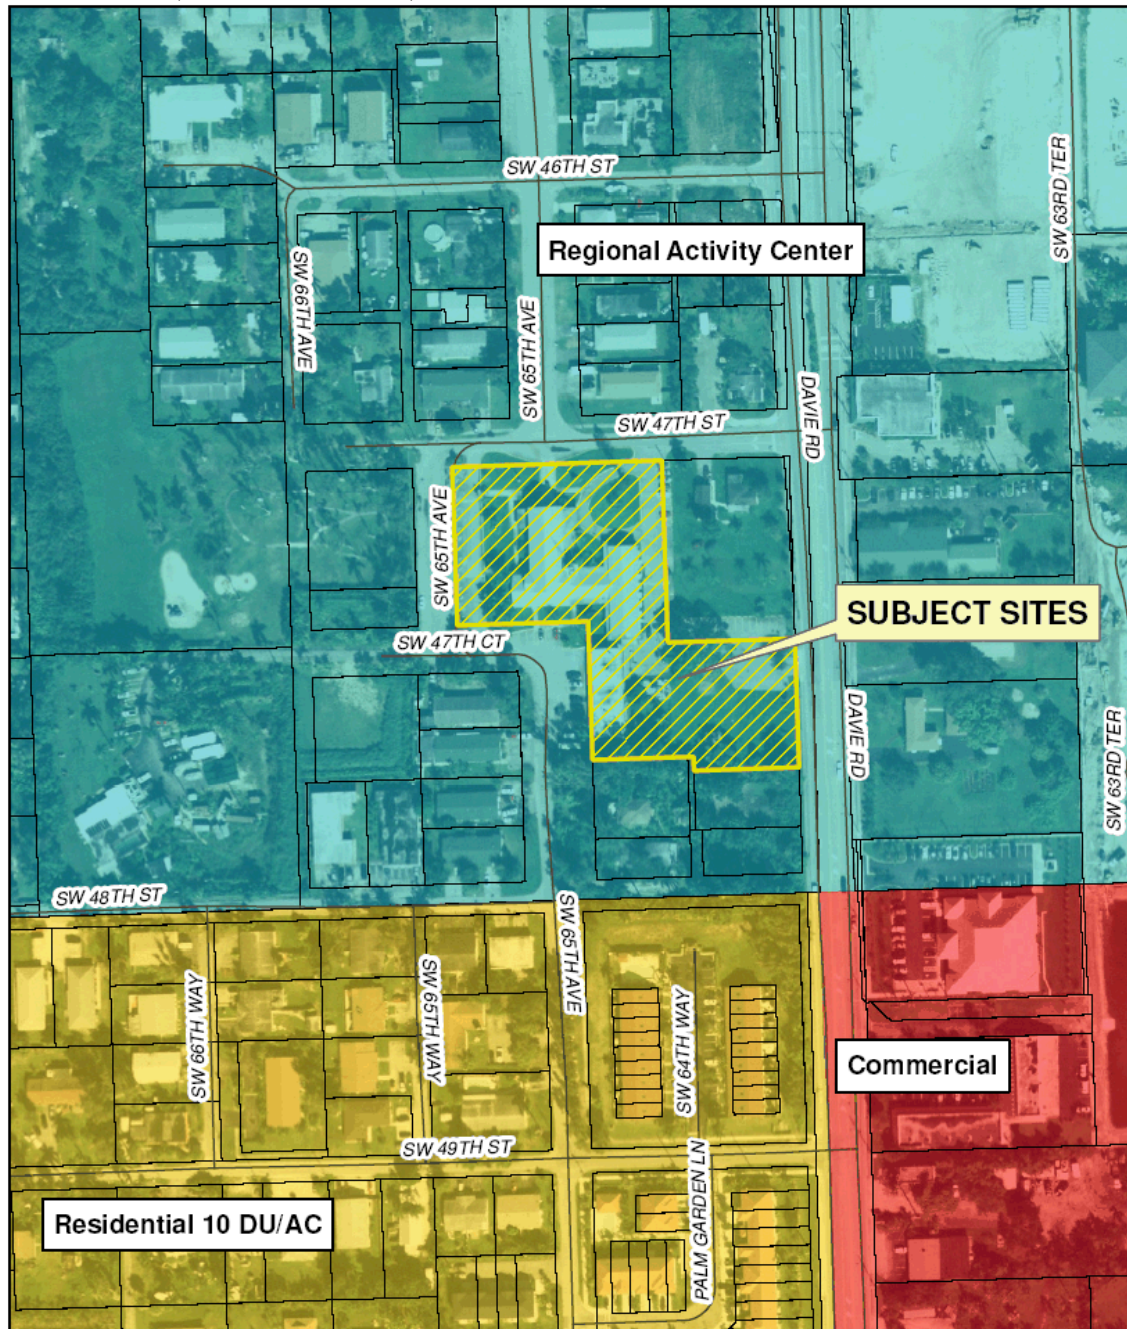 SW 46TH ST
SW 63RD TER
Regional Activity Center
SW 66TH AVE
SW 65TH AVE
DAVIE RD
SW 47TH ST
SW 65TH AVE
SUBJECT SITES
SW 47TH CT
DAVIE RD
SW 63RD TER
SW 48TH ST
SW 65TH AVE
SW 66TH WAY
SW 65TH WAY
SW 64TH WAY
Commercial
SW 49TH ST
PALM GARDEN LN
Residential 10 DU/AC